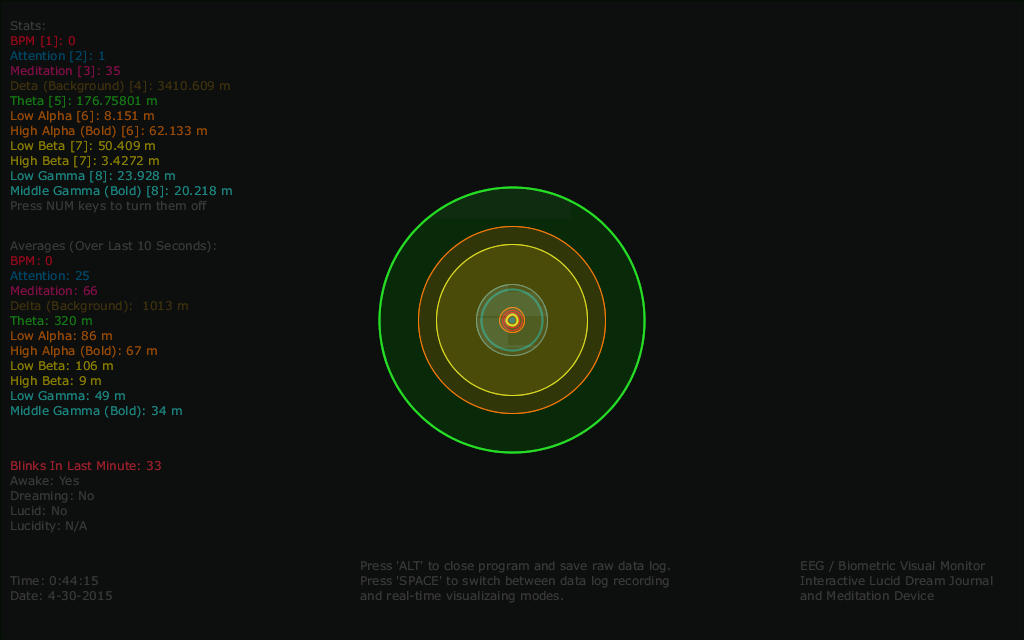 Stats:
BPM [1]: 0
Attention [2]: 1
Meditation [3]: 35
Deta (Background) [4]: 3410.609 m
Theta [5]: 176.75801 m
Low Alpha [6]: 8.151 m
High Alpha (Bold) [6]: 62.133 m
Low Beta [7]: 50.409 m
High Beta [7]: 3.4272 m
Low Gamma [8]: 23.928 m
Middle Gamma (Bold) [8]: 20.218 m
Press NUM keys to turn them off
Averages (Over Last 10 Seconds):
BPM: 0
Attention: 25
Meditation: 66
Delta (Background):  1013 m
Theta: 320 m
Low Alpha: 86 m
High Alpha (Bold): 67 m
Low Beta: 106 m
High Beta: 9 m
Low Gamma: 49 m
Middle Gamma (Bold): 34 m
Blinks In Last Minute: 33
Awake: Yes
Dreaming: No
Lucid: No
Lucidity: N/A
Time: 0:44:15
Date: 4-30-2015
Press 'ALT' to close program and save raw data log.
Press 'SPACE' to switch between data log recording
and real-time visualizaing modes.
EEG / Biometric Visual Monitor
Interactive Lucid Dream Journal
and Meditation Device